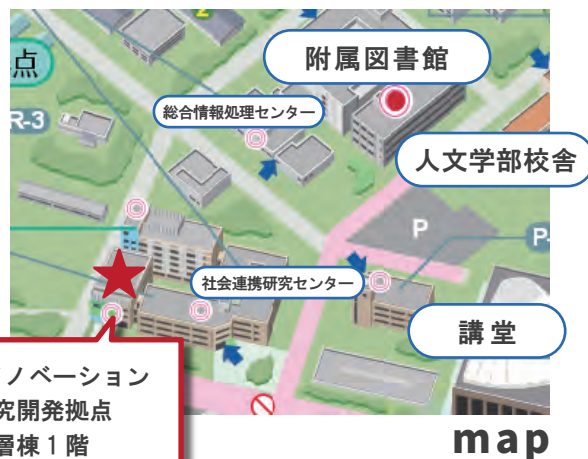 点
附属図書館
総合情報処理センター
R-3
人文学部校舎
P
P-
社会連携研究センター
講堂
ノベーション
究開発拠点
層棟1階
map